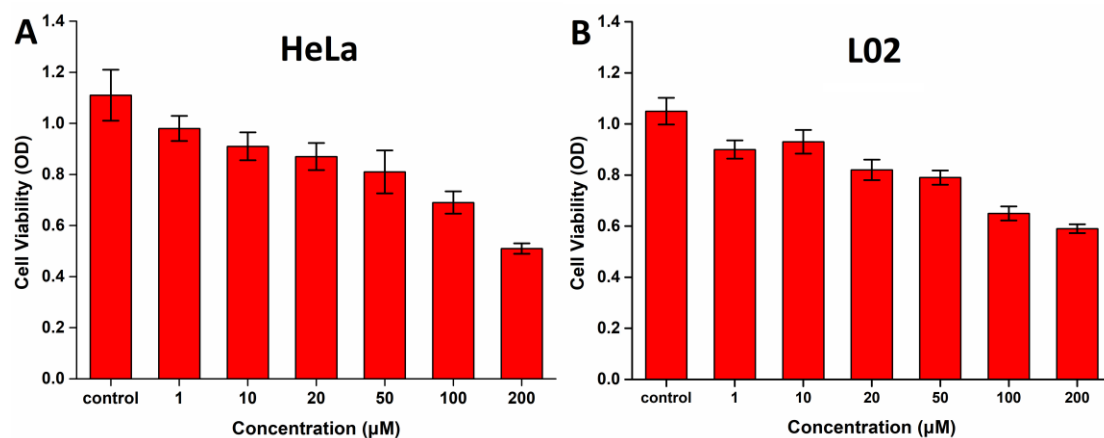 A
HeLa
Cell Viability (OD)
1.4
1.2
1.0
0.8
0.6
0.4
0.2
0.0
control 1 10 20 50 100 200
Concentration (µM)
B
L02
Cell Viability (OD)
1.4
1.2
1.0
0.8
0.6
0.4
0.2
0.0
control 1 10 20 50 100 200
Concentration (µM)